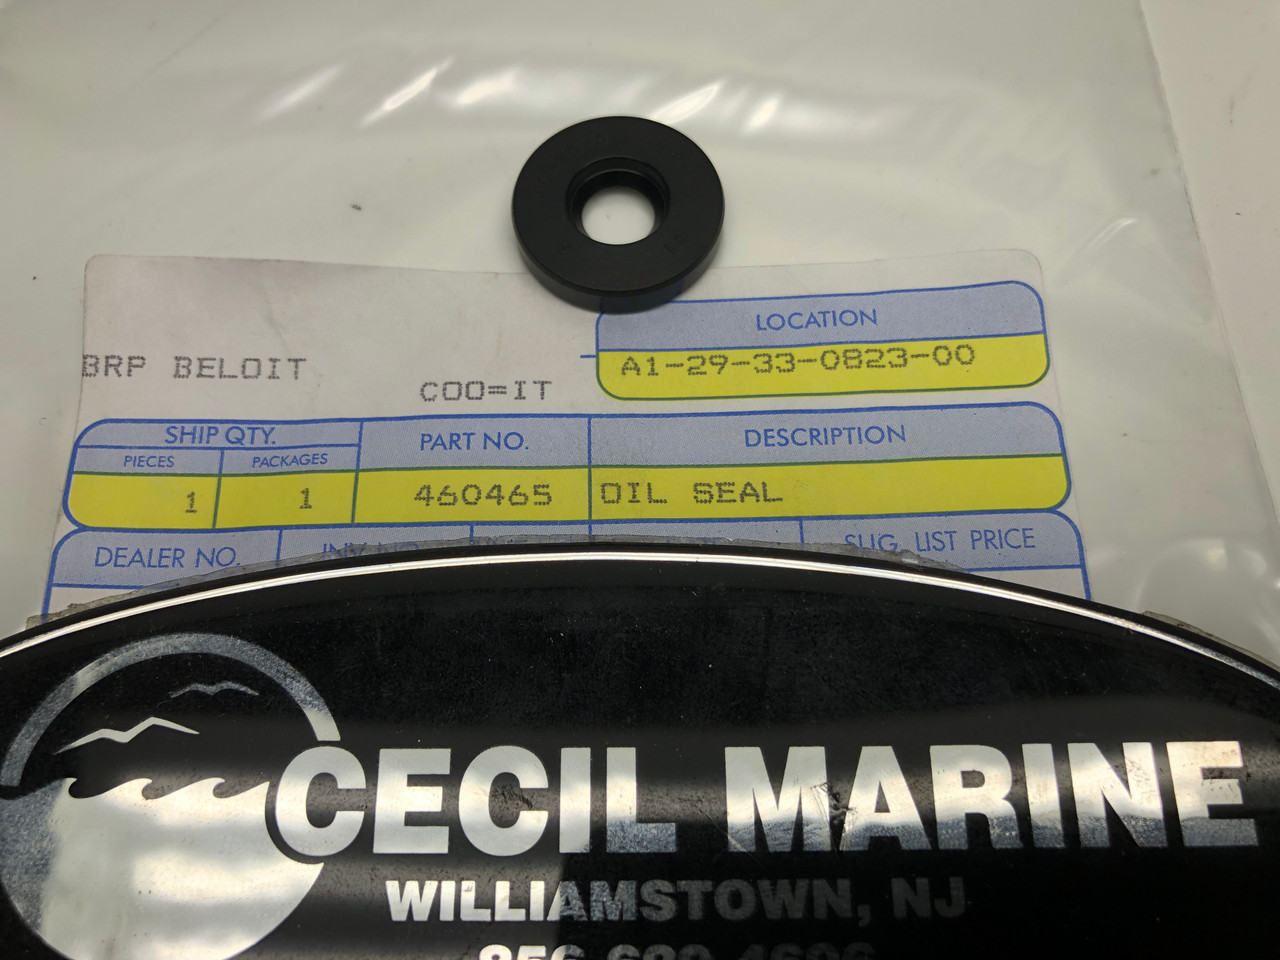 LOCATION
A1-29-33-0823-00
BRP BELOIT
COO=IT
SHIP QTY.
PIECES PACKAGES PART NO. DESCRIPTION
1 1 460465 OIL SEAL
DEALER NO. SUG. LIST PRICE
CECIL MARINE
WILLIAMSTOWN, NJ